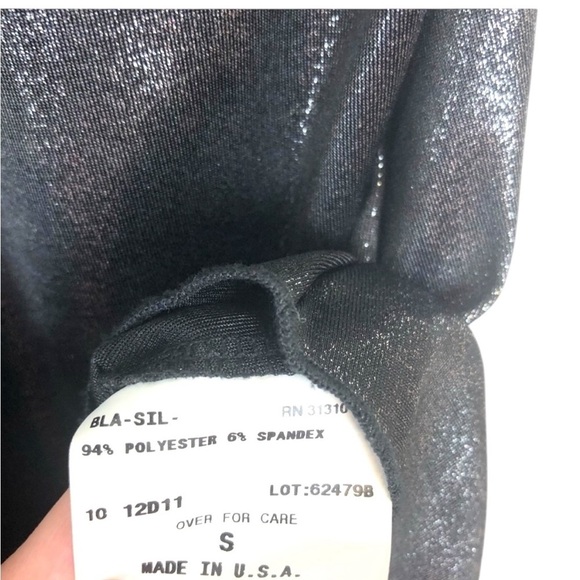 BLA-SIL- RN 31310
94% POLYESTER 6% SPANDEX
10 12D11 LOT:62479B
OVER FOR CARE
S
MADE IN U.S.A.